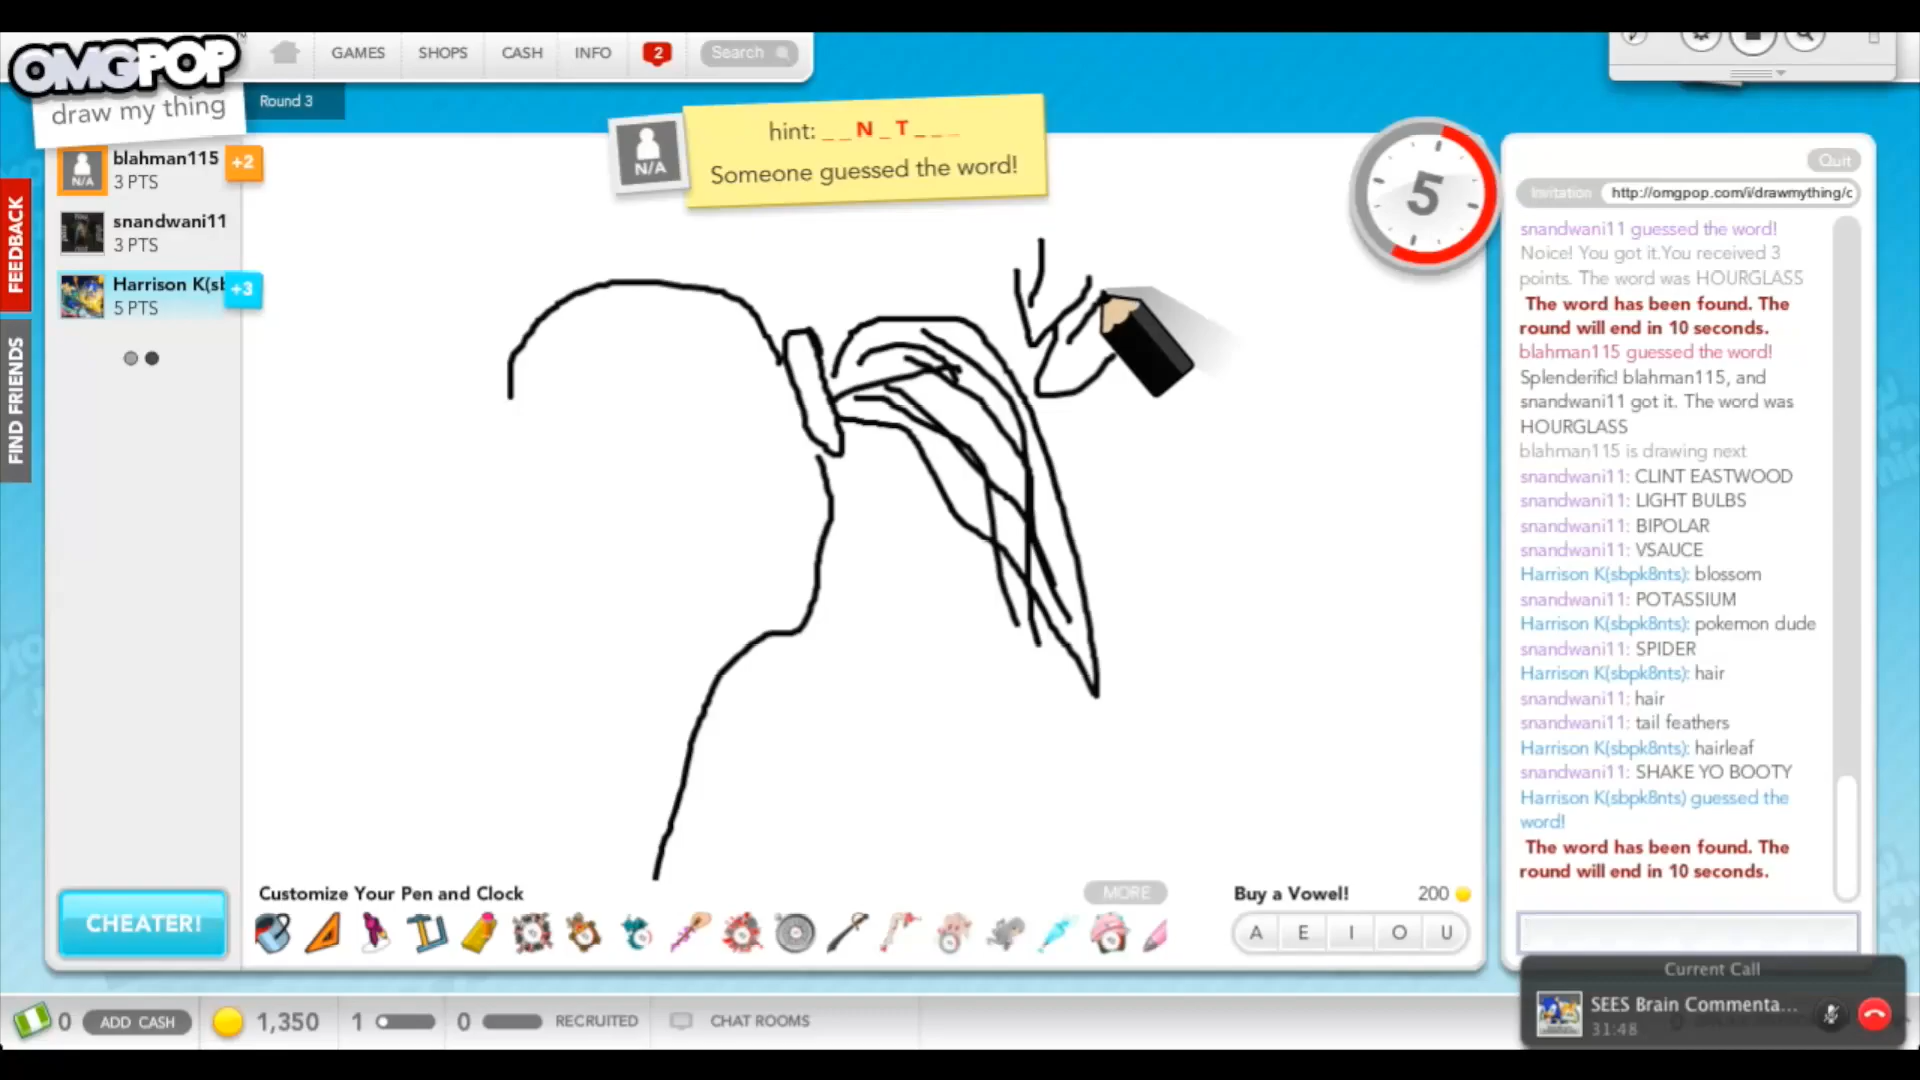 OMGPOP
draw my thing
GAMES
SHOPS
CASH
INFO
2
Search
Round 3
FEEDBACK
FIND FRIENDS
blahman115
3 PTS
+2
N/A
snandwani11
3 PTS
Harrison K(sb
5 PTS
+3
N/A
hint: _ _ N _ T _ _ _
Someone guessed the word!
5
Quit
Invitation
http://omgpop.com/i/drawmything/c
snandwani11 guessed the word!
Noice! You got it.You received 3
points. The word was HOURGLASS
The word has been found. The
round will end in 10 seconds.
blahman115 guessed the word!
Splenderific! blahman115, and
snandwani11 got it. The word was
HOURGLASS
blahman115 is drawing next
snandwani11: CLINT EASTWOOD
snandwani11: LIGHT BULBS
snandwani11: BIPOLAR
snandwani11: VSAUCE
Harrison K(sbpk8nts): blossom
snandwani11: POTASSIUM
Harrison K(sbpk8nts): pokemon dude
snandwani11: SPIDER
Harrison K(sbpk8nts): hair
snandwani11: hair
snandwani11: tail feathers
Harrison K(sbpk8nts): hairleaf
snandwani11: SHAKE YO BOOTY
Harrison K(sbpk8nts) guessed the
word!
The word has been found. The
round will end in 10 seconds.
CHEATER!
Customize Your Pen and Clock
MORE
Buy a Vowel!
200
A E I O U
0
ADD CASH
1,350
1
0
RECRUITED
CHAT ROOMS
Current Call
SEES Brain Commenta...
31:48